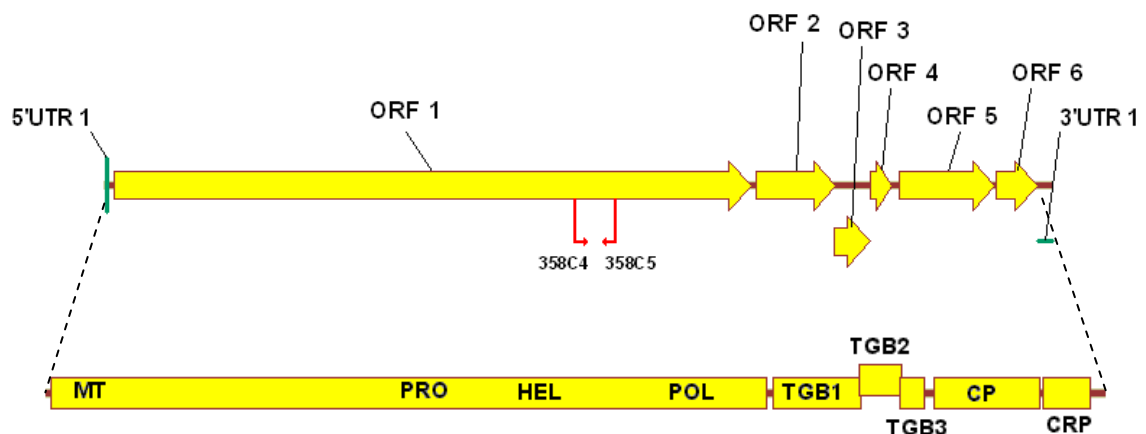 ORF 3
ORF 2
ORF 4
ORF 6
5'UTR 1
ORF 1
ORF 5
3'UTR 1
358C4
358C5
TGB2
MT
PRO
HEL
POL
TGB1
CP
TGB3
CRP